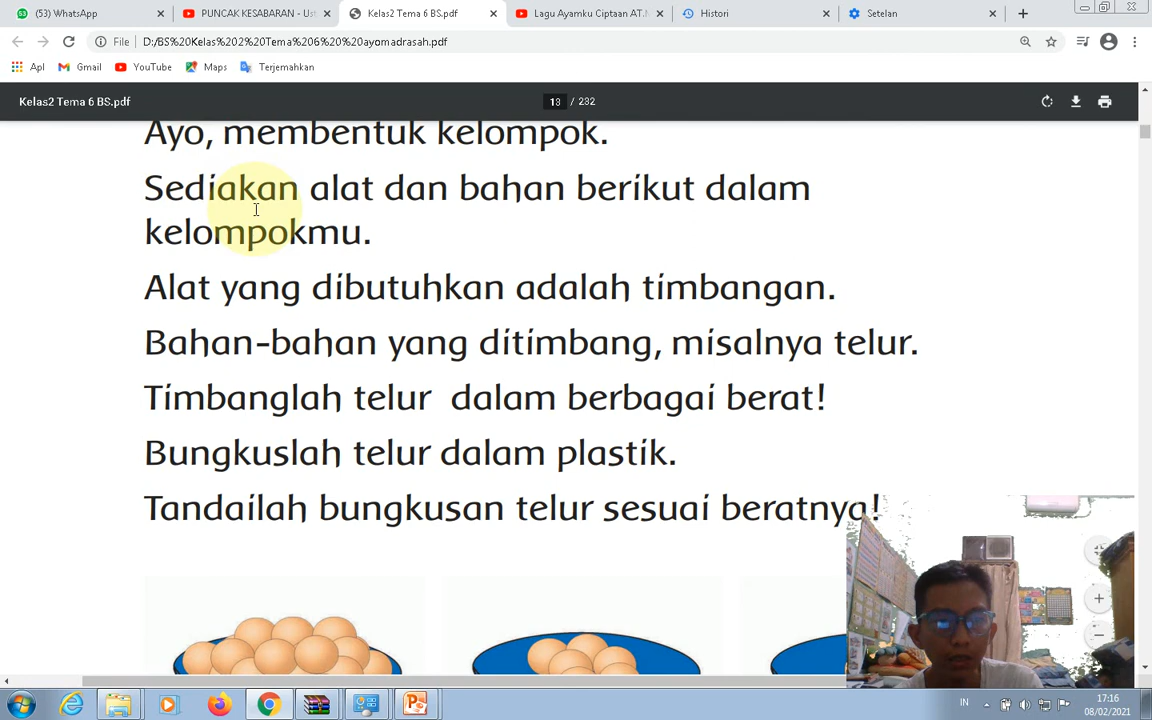 (53) WhatsApp
PUNCAK KESABARAN - Ust
Kelas2 Tema 6 BS.pdf
Lagu Ayamku Ciptaan AT.M
Histori
Setelan
File
D:/BS%20Kelas%202%20Tema%206%20%20ayomadrasah.pdf
Apl
Gmail
YouTube
Maps
Terjemahkan
Kelas2 Tema 6 BS.pdf
13 / 232
Ayo, membentuk kelompok.
Sediakan alat dan bahan berikut dalam
kelompokmu.
Alat yang dibutuhkan adalah timbangan.
Bahan-bahan yang ditimbang, misalnya telur.
Timbanglah telur dalam berbagai berat!
Bungkuslah telur dalam plastik.
Tandailah bungkusan telur sesuai beratnya!
IN
17:16
08/02/2021